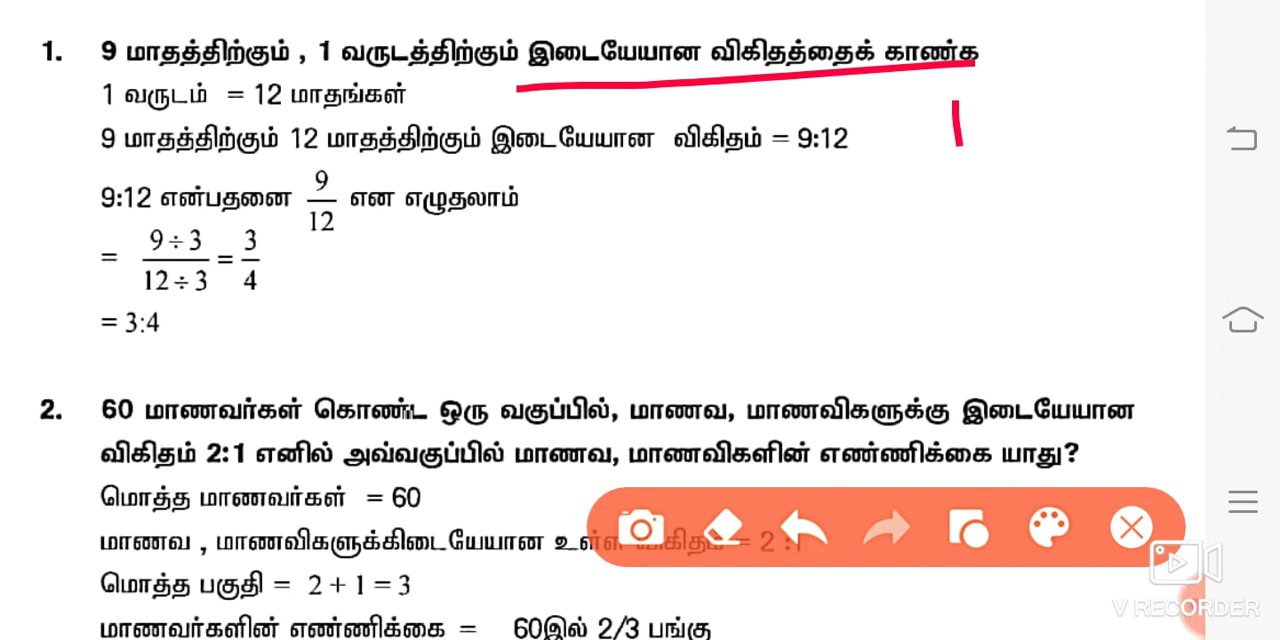 1. 9 மாதத்திற்கும் , 1 வருடத்திற்கும் இடையேயான விகிதத்தைக் காண்க
1 வருடம் = 12 மாதங்கள்
9 மாதத்திற்கும் 12 மாதத்திற்கும் இடையேயான விகிதம் = 9:12
9:12 என்பதனை 9/12 என எழுதலாம்
= 9÷3/12÷3 = 3/4
= 3:4
2. 60 மாணவர்கள் கொண்ட ஒரு வகுப்பில், மாணவ, மாணவிகளுக்கு இடையேயான
விகிதம் 2:1 எனில் அவ்வகுப்பில் மாணவ, மாணவிகளின் எண்ணிக்கை யாது?
மொத்த மாணவர்கள் = 60
மாணவ , மாணவிகளுக்கிடையேயான உள்ள விகிதம் = 2 :1
மொத்த பகுதி = 2 + 1 = 3
மாணவர்களின் எண்ணிக்கை = 60இல் 2/3 பங்கு
V RECORDER